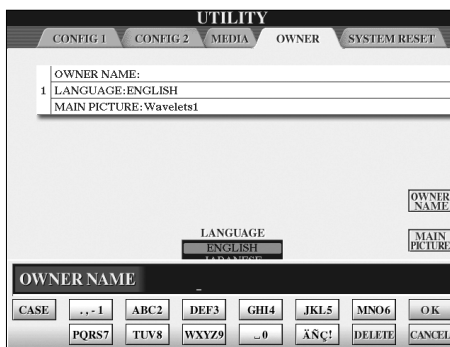 UTILITY
CONFIG 1 CONFIG 2 MEDIA OWNER SYSTEM RESET
OWNER NAME:
1 LANGUAGE:ENGLISH
MAIN PICTURE:Wavelets1
OWNER
NAME
LANGUAGE
ENGLISH
JAPANESE
MAIN
PICTURE
OWNER NAME _
CASE .,-1 ABC2 DEF3 GHI4 JKL5 MNO6 OK
PQRS7 TUV8 WXYZ9 ⎵0 ÄÑÇ! DELETE CANCEL